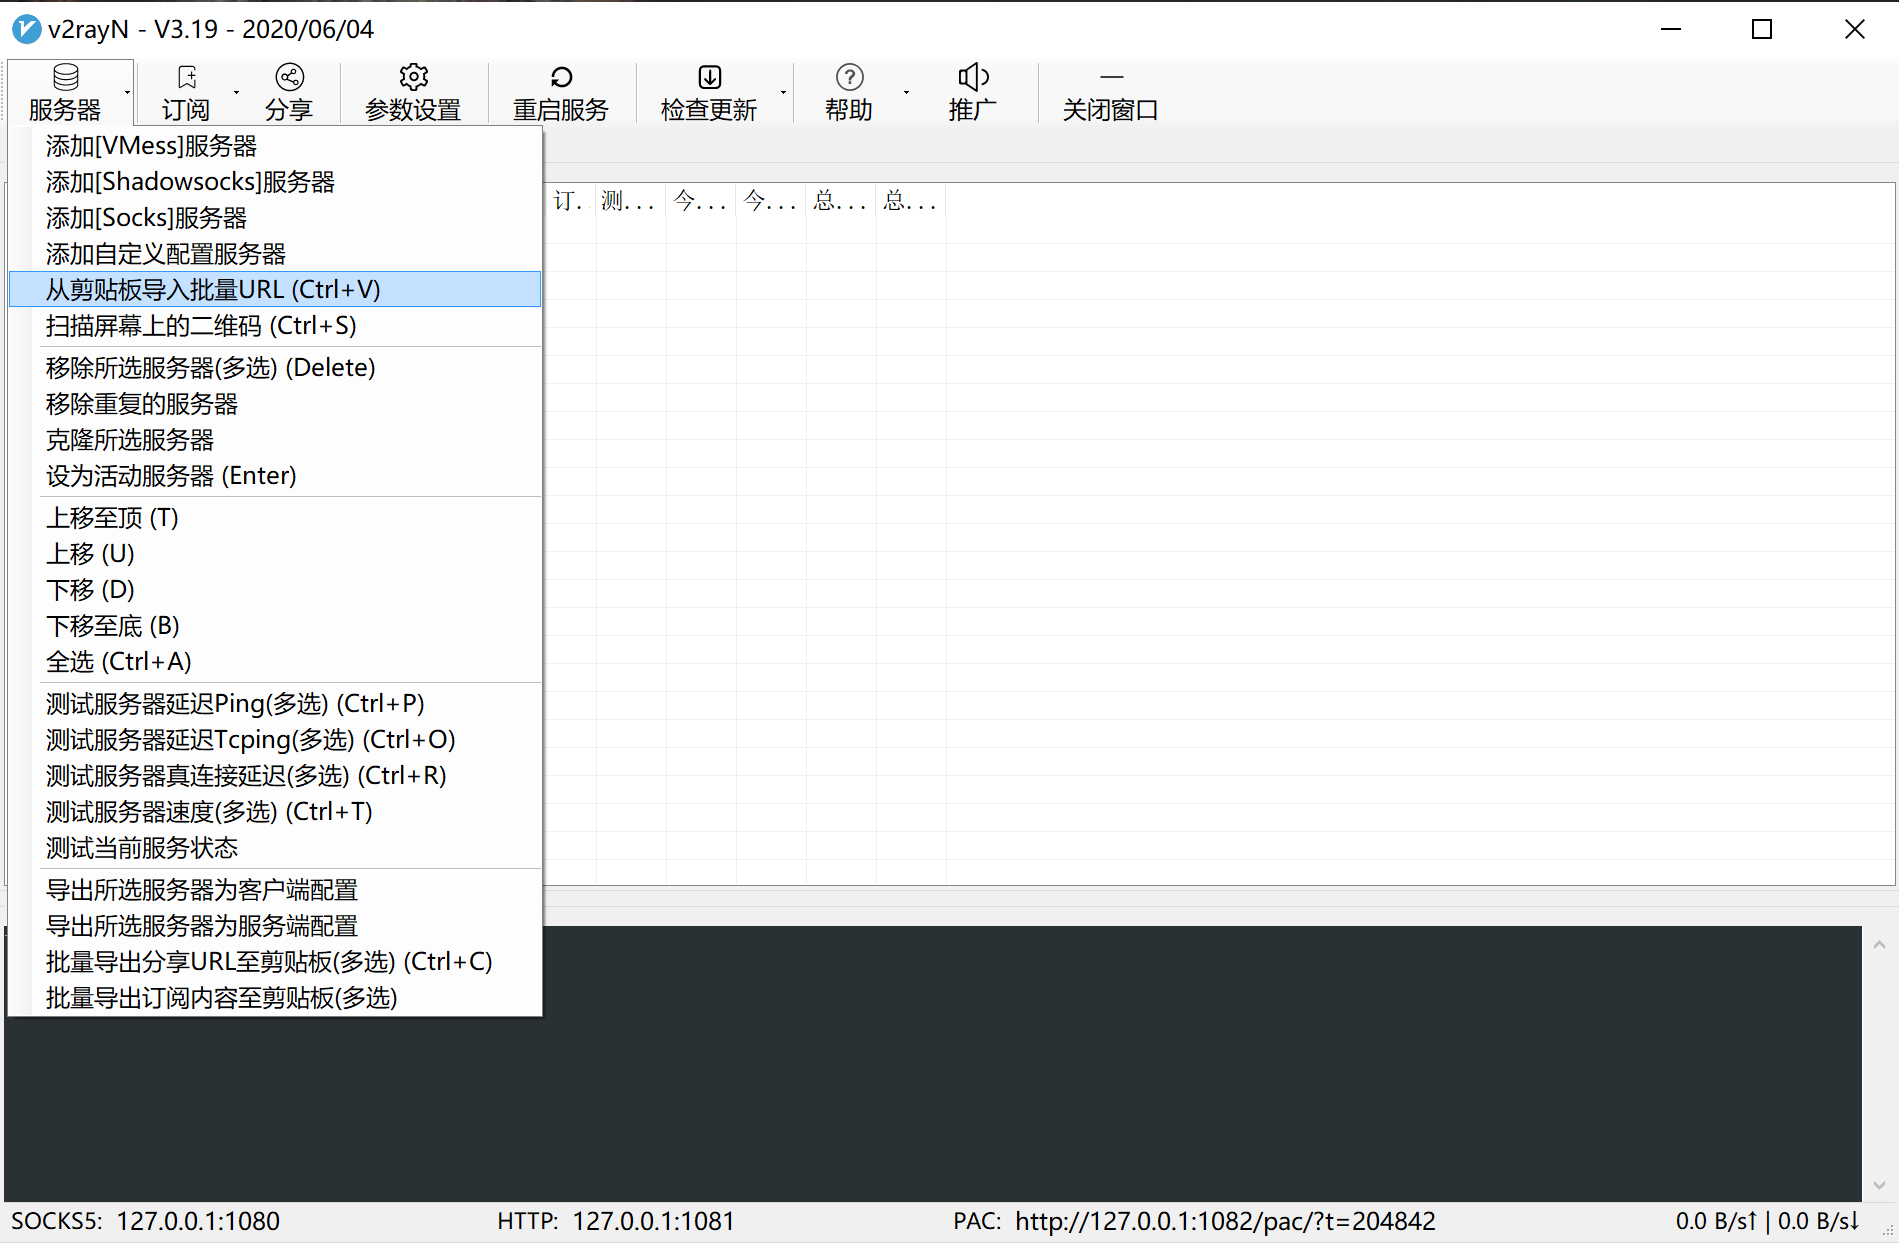 v2rayN - V3.19 - 2020/06/04
服务器 订阅 分享 参数设置 重启服务 检查更新 帮助 推广 关闭窗口
添加[VMess]服务器
添加[Shadowsocks]服务器
添加[Socks]服务器
添加自定义配置服务器
从剪贴板导入批量URL (Ctrl+V)
扫描屏幕上的二维码 (Ctrl+S)
移除所选服务器(多选) (Delete)
移除重复的服务器
克隆所选服务器
设为活动服务器 (Enter)
上移至顶 (T)
上移 (U)
下移 (D)
下移至底 (B)
全选 (Ctrl+A)
测试服务器延迟Ping(多选) (Ctrl+P)
测试服务器延迟Tcping(多选) (Ctrl+O)
测试服务器真连接延迟(多选) (Ctrl+R)
测试服务器速度(多选) (Ctrl+T)
测试当前服务状态
导出所选服务器为客户端配置
导出所选服务器为服务端配置
批量导出分享URL至剪贴板(多选) (Ctrl+C)
批量导出订阅内容至剪贴板(多选)
订. 测... 今... 今... 总... 总...
SOCKS5: 127.0.0.1:1080 HTTP: 127.0.0.1:1081 PAC: http://127.0.0.1:1082/pac/?t=204842 0.0 B/s↑ | 0.0 B/s↓